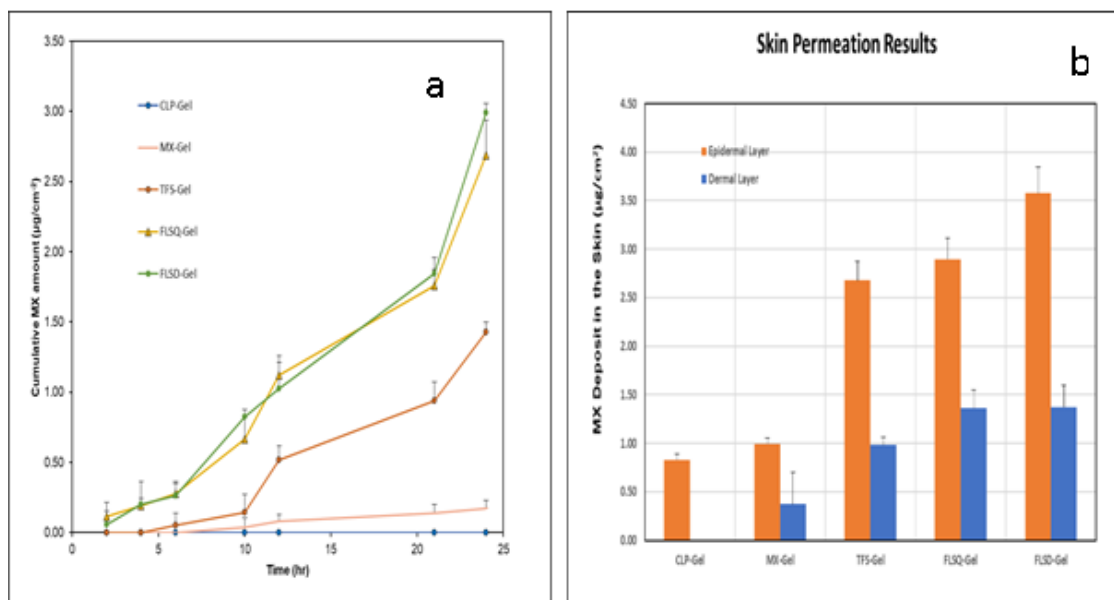 a
3.50
3.00
2.50
2.00
1.50
1.00
0.50
0.00
Cumulative MX amount (µg/cm⁻²)
CLP-Gel
MX-Gel
TFS-Gel
FLSQ-Gel
FLSD-Gel
0
5
10
15
20
25
Time (hr)
Skin Permeation Results
b
4.50
4.00
3.50
3.00
2.50
2.00
1.50
1.00
0.50
0.00
MX Deposit in the Skin (µg/cm²)
Epidermal Layer
Dermal Layer
CLP-Gel
MX-Gel
TFS-Gel
FLSQ-Gel
FLSD-Gel